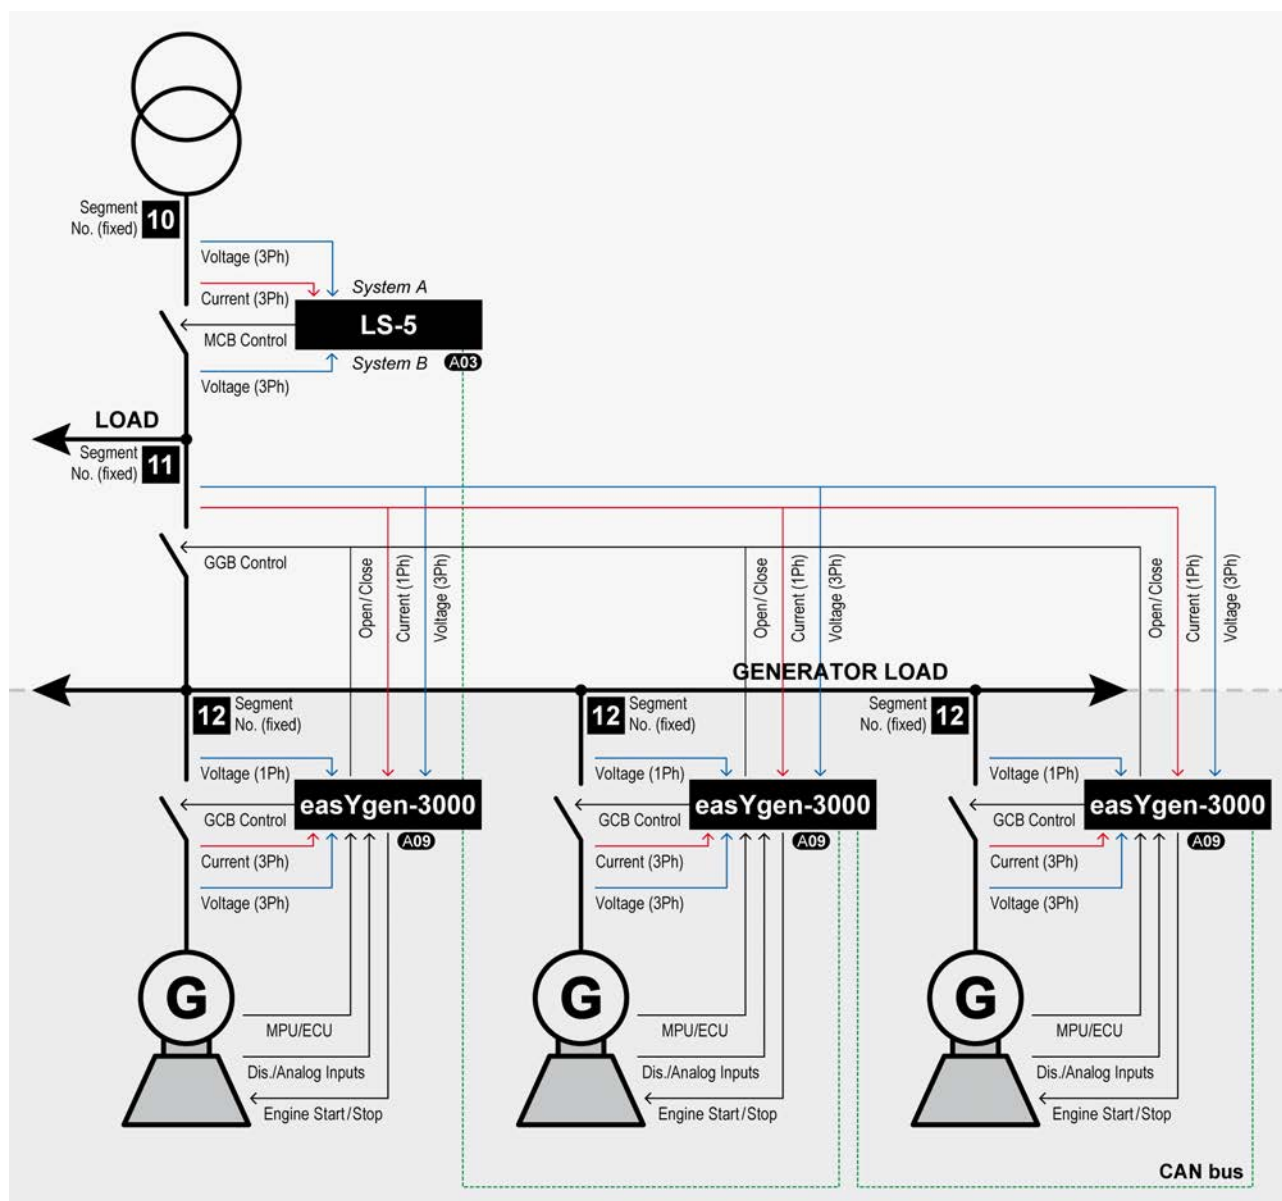 Segment
No. (fixed)
10
Voltage (3Ph)
Current (3Ph)
System A
LS-5
MCB Control
System B
A03
Voltage (3Ph)
LOAD
Segment
No. (fixed)
11
GGB Control
Open/Close
Current (1Ph)
Voltage (3Ph)
Open/Close
Current (1Ph)
Voltage (3Ph)
Open/Close
Current (1Ph)
Voltage (3Ph)
GENERATOR LOAD
12
Segment
No. (fixed)
12
Segment
No. (fixed)
Segment
No. (fixed)
12
Voltage (1Ph)
easYgen-3000
GCB Control
A09
Current (3Ph)
Voltage (3Ph)
G
MPU/ECU
Dis./Analog Inputs
Engine Start/Stop
Voltage (1Ph)
easYgen-3000
GCB Control
A09
Current (3Ph)
Voltage (3Ph)
G
MPU/ECU
Dis./Analog Inputs
Engine Start/Stop
Voltage (1Ph)
easYgen-3000
GCB Control
A09
Current (3Ph)
Voltage (3Ph)
G
MPU/ECU
Dis./Analog Inputs
Engine Start/Stop
CAN bus